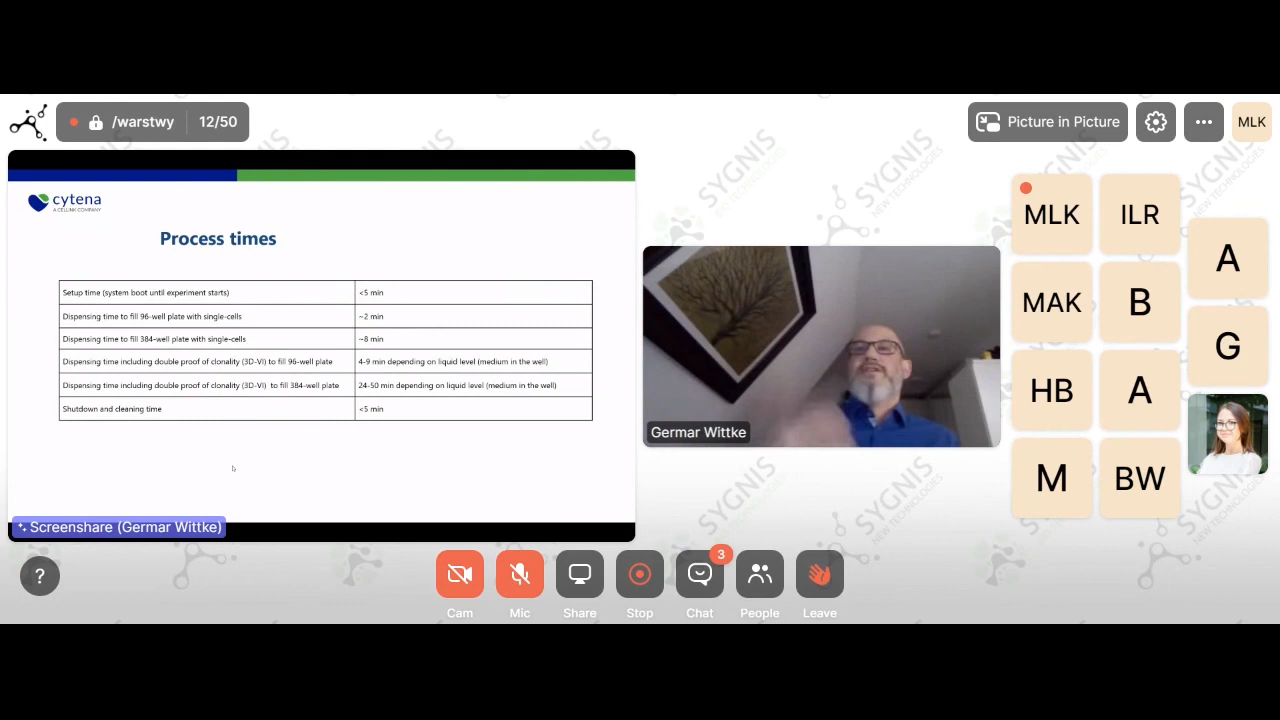 /warstwy
12/50
Picture in Picture
MLK
cytena
A CELLINK COMPANY
Process times
Setup time (system boot until experiment starts) <5 min
Dispensing time to fill 96-well plate with single-cells ~2 min
Dispensing time to fill 384-well plate with single-cells ~8 min
Dispensing time including double proof of clonality (3D-VI) to fill 96-well plate 4-9 min depending on liquid level (medium in the well)
Dispensing time including double proof of clonality (3D-VI) to fill 384-well plate 24-50 min depending on liquid level (medium in the well)
Shutdown and cleaning time <5 min
Screenshare (Germar Wittke)
Germar Wittke
MLK
ILR
A
MAK
B
G
HB
A
M
BW
SYGNIS
NEW TECHNOLOGIES
?
3
Cam
Mic
Share
Stop
Chat
People
Leave